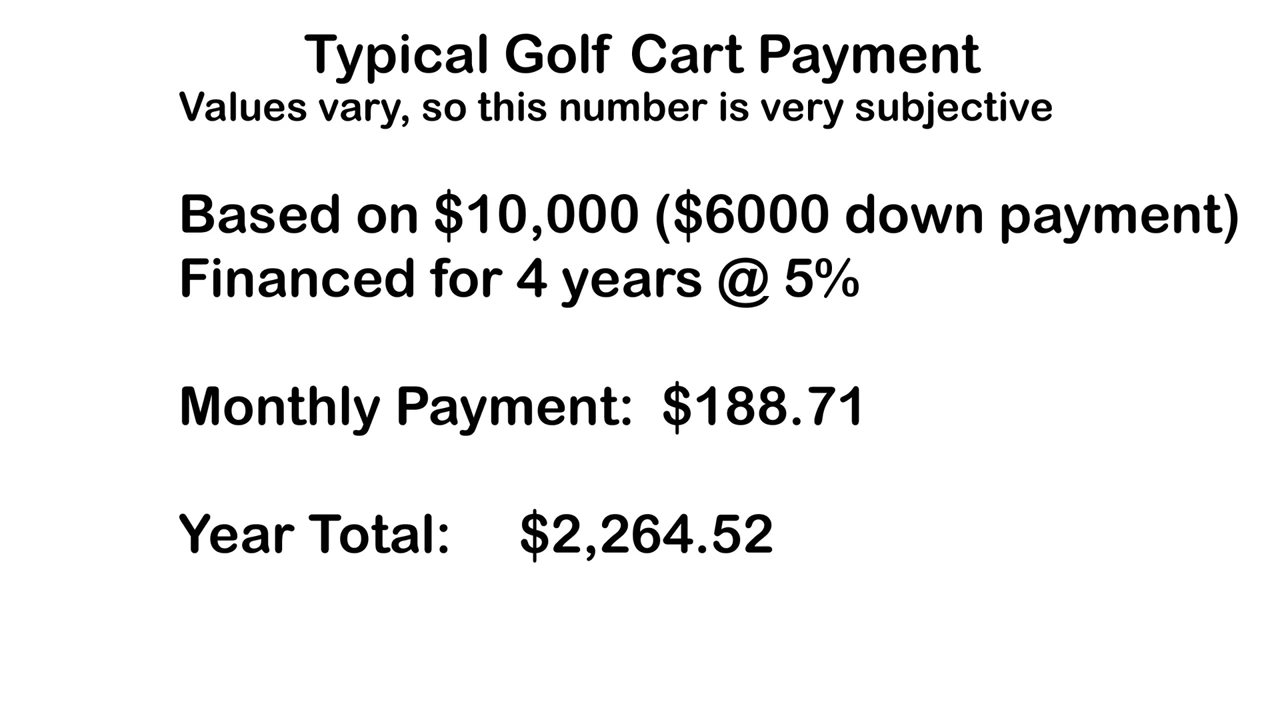 Typical Golf Cart Payment
Values vary, so this number is very subjective
Based on $10,000 ($6000 down payment)
Financed for 4 years @ 5%
Monthly Payment: $188.71
Year Total: $2,264.52